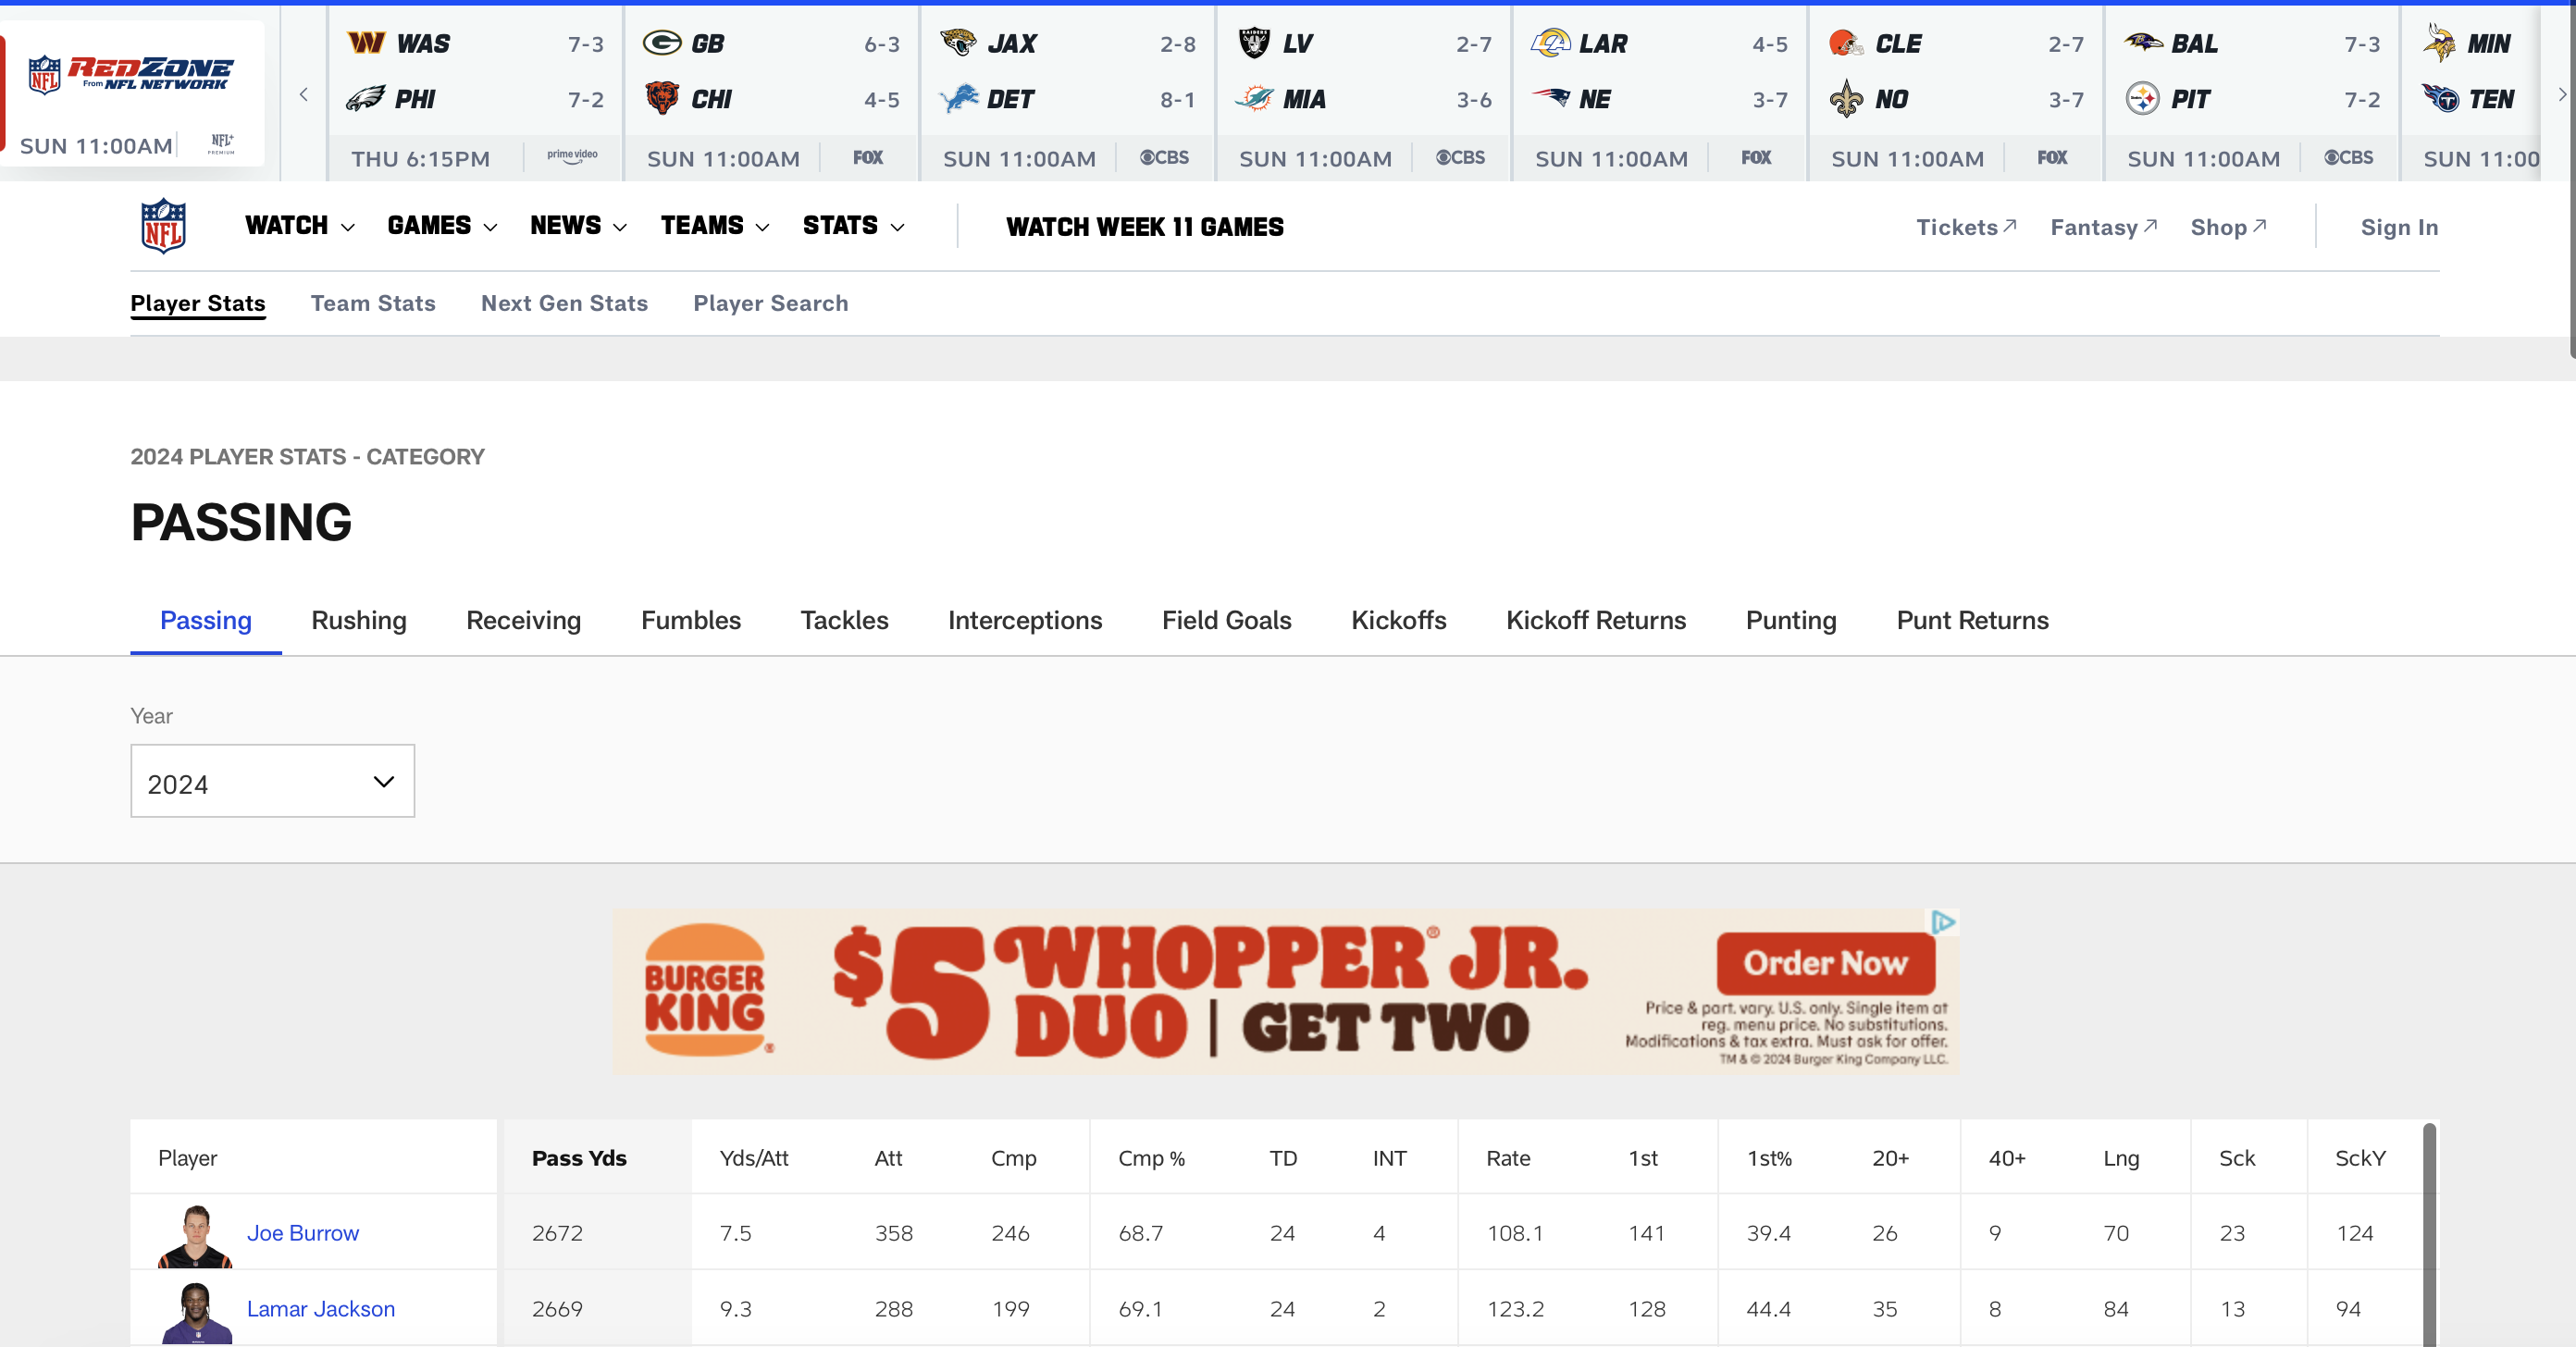 WAS 7-3 GB 6-3 JAX 2-8 LV 2-7 LAR 4-5 CLE 2-7 BAL 7-3 MIN
NFL REDZONE
From NFL NETWORK
PHI 7-2 CHI 4-5 DET 8-1 MIA 3-6 NE 3-7 NO 3-7 PIT 7-2 TEN
SUN 11:00AM NFL+ PREMIUM THU 6:15PM prime video SUN 11:00AM FOX SUN 11:00AM CBS SUN 11:00AM CBS SUN 11:00AM FOX SUN 11:00AM FOX SUN 11:00AM CBS SUN 11:00
NFL WATCH GAMES NEWS TEAMS STATS WATCH WEEK 11 GAMES Tickets Fantasy Shop Sign In
Player Stats Team Stats Next Gen Stats Player Search
2024 PLAYER STATS - CATEGORY
PASSING
Passing Rushing Receiving Fumbles Tackles Interceptions Field Goals Kickoffs Kickoff Returns Punting Punt Returns
Year
2024
BURGER KING®
$5 WHOPPER® JR.
DUO | GET TWO
Order Now
Price & part. vary. U.S. only. Single item at
reg. menu price. No substitutions.
Modifications & tax extra. Must ask for offer.
TM & © 2024 Burger King Company LLC.
Player Pass Yds Yds/Att Att Cmp Cmp % TD INT Rate 1st 1st% 20+ 40+ Lng Sck SckY
Joe Burrow 2672 7.5 358 246 68.7 24 4 108.1 141 39.4 26 9 70 23 124
Lamar Jackson 2669 9.3 288 199 69.1 24 2 123.2 128 44.4 35 8 84 13 94